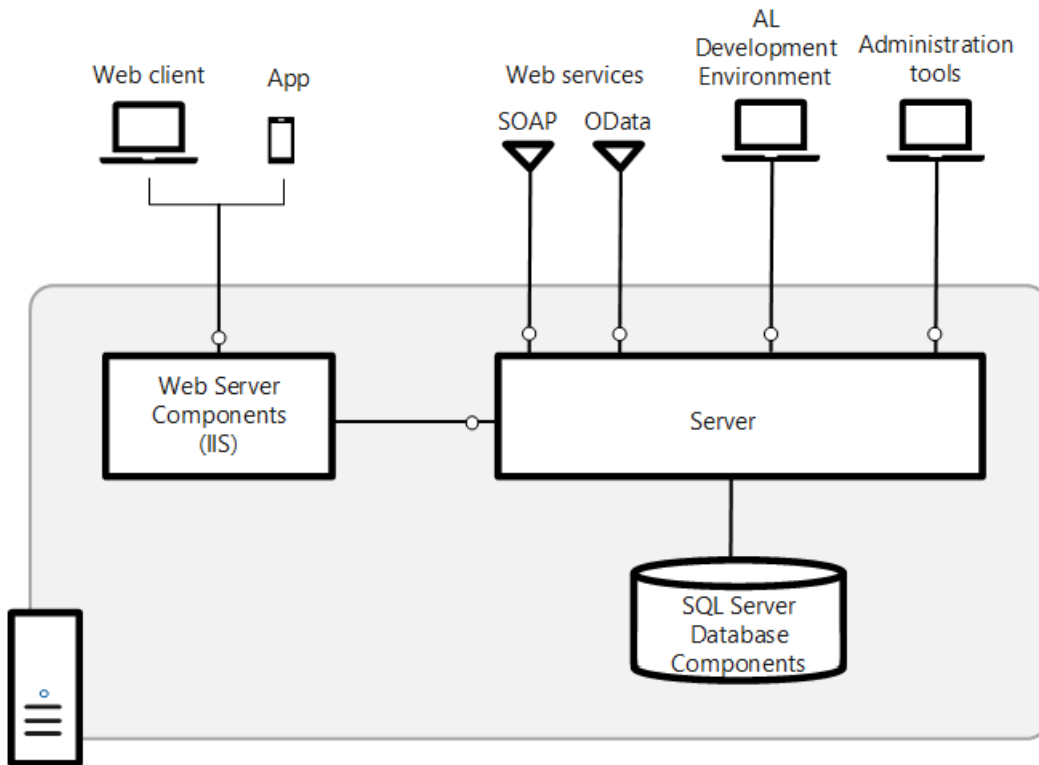 Web client
App
Web services
SOAP
OData
AL
Development
Environment
Administration
tools
Web Server
Components
(IIS)
Server
SQL Server
Database
Components